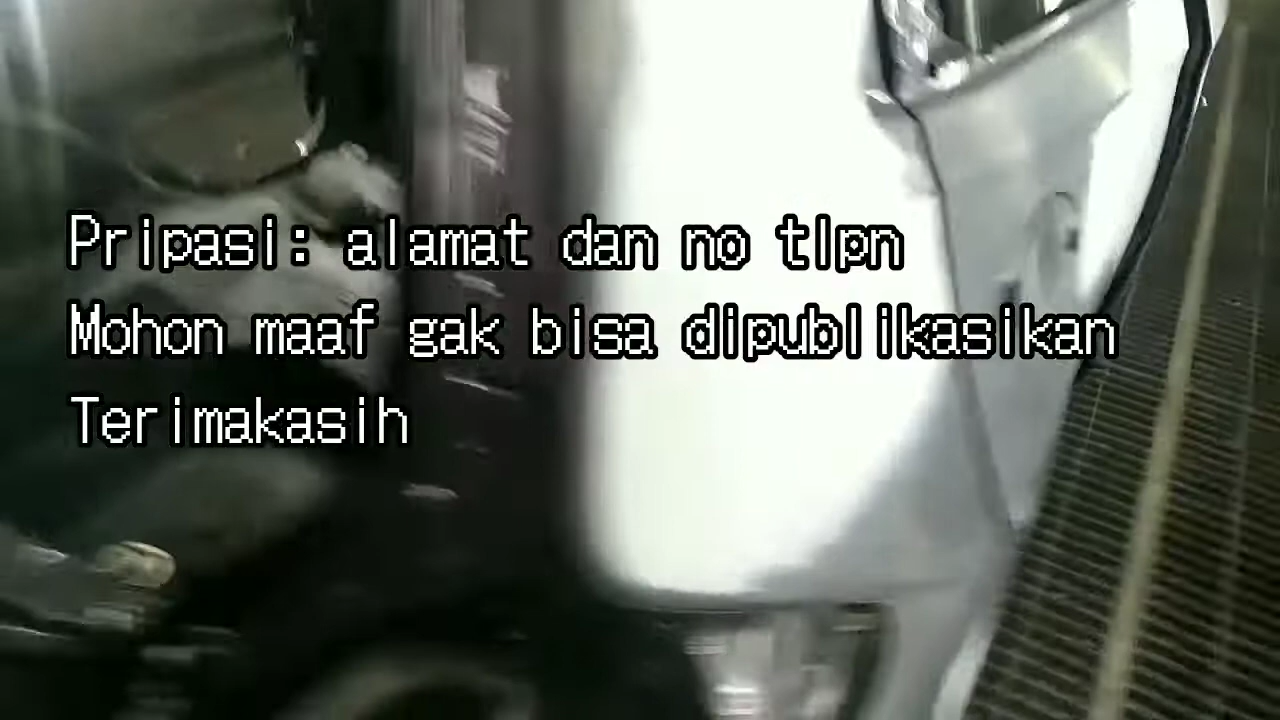 Pripasi: alamat dan no tlpn
Mohon maaf gak bisa dipublikasikan
Terimakasih